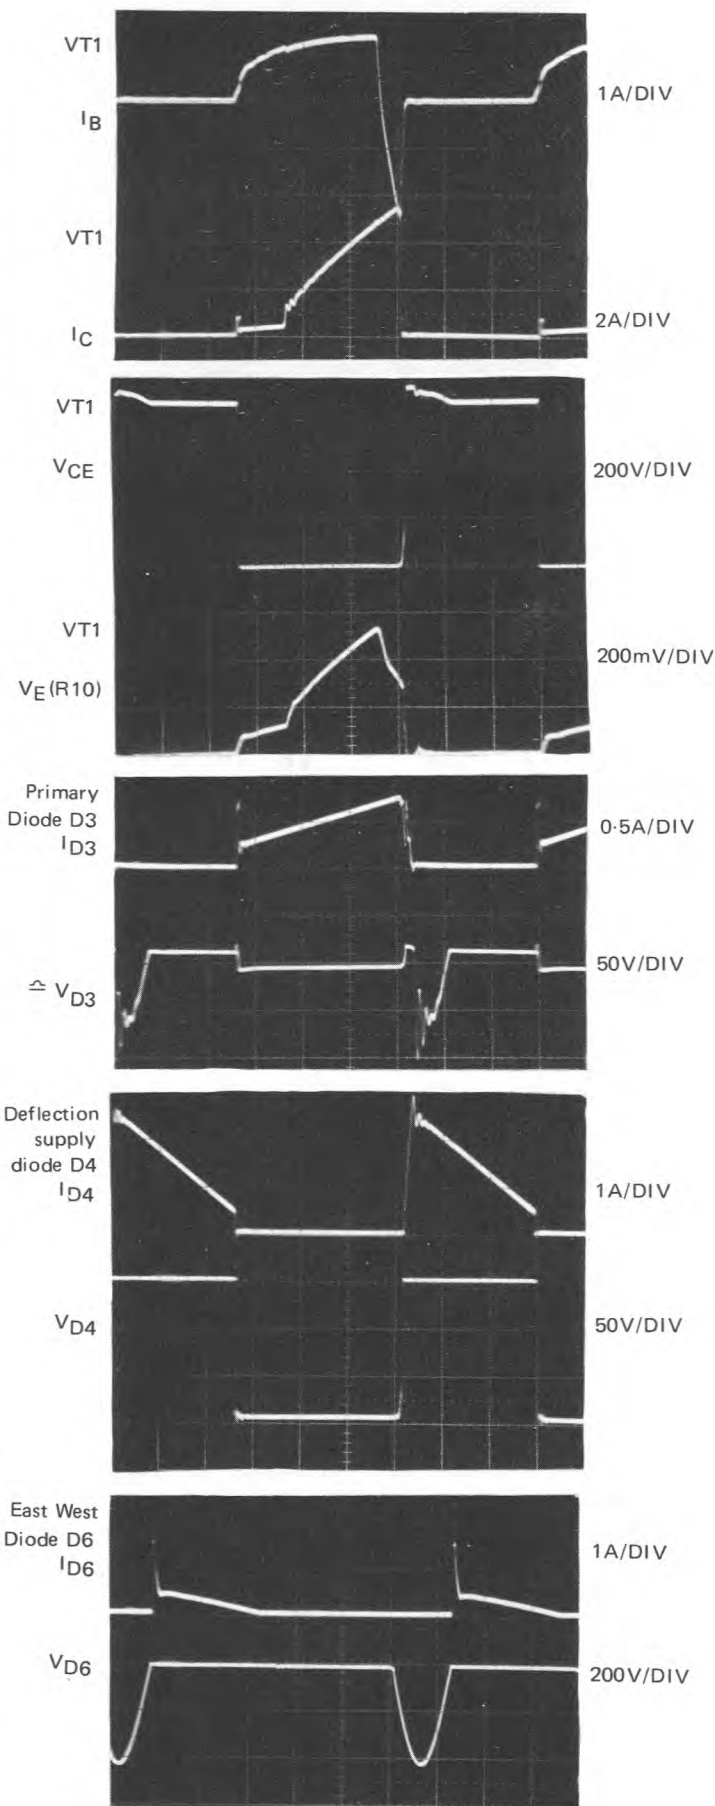 VT1
IB
1A/DIV
VT1
IC
2A/DIV
VT1
VCE
200V/DIV
VT1
VE(R10)
200mV/DIV
Primary
Diode D3
ID3
0·5A/DIV
≏ VD3
50V/DIV
Deflection
supply
diode D4
ID4
1A/DIV
VD4
50V/DIV
East West
Diode D6
ID6
1A/DIV
VD6
200V/DIV